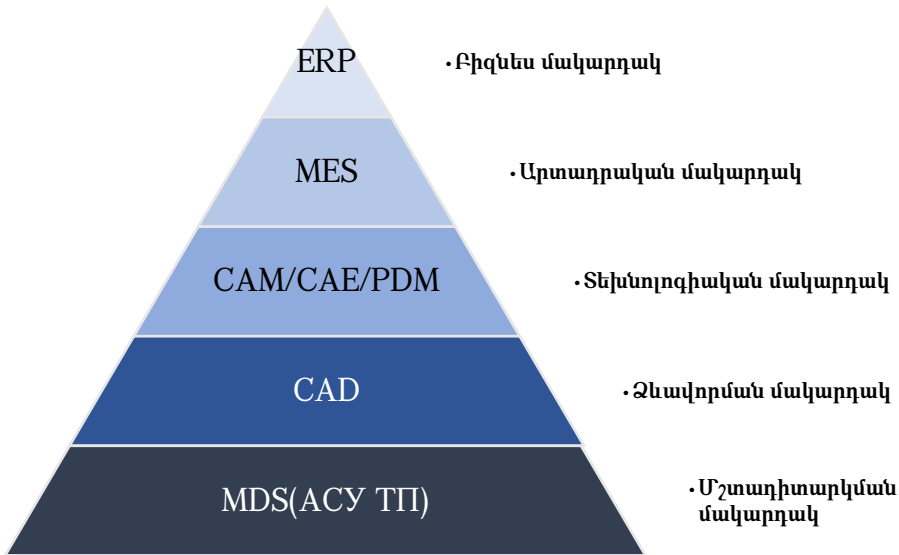 ERP
• Բիզնես մակարդակ
MES
• Արտադրական մակարդակ
CAM/CAE/PDM
• Տեխնոլոգիական մակարդակ
CAD
• Ձևավորման մակարդակ
MDS(АСУ ТП)
• Մշտադիտարկման
մակարդակ